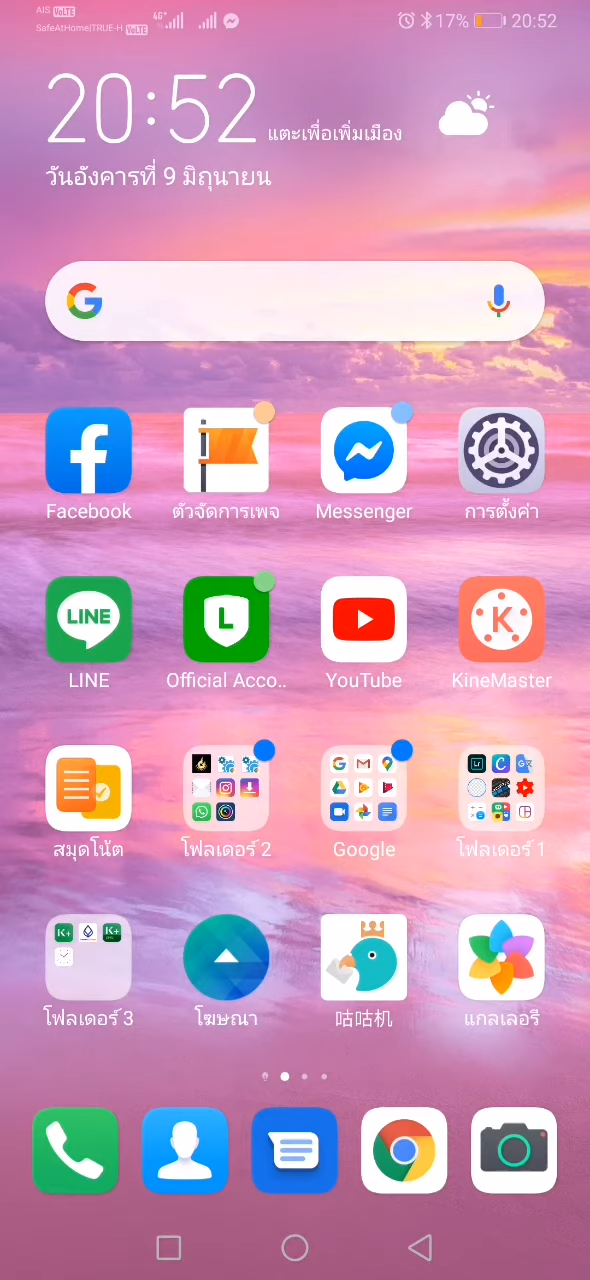 AIS VoLTE
SafeAtHome|TRUE-H VoLTE 4G+ 17% 20:52
20:52 แตะเพื่อเพิ่มเมือง
วันอังคารที่ 9 มิถุนายน
Facebook ตัวจัดการเพจ Messenger การตั้งค่า
LINE
L
K
LINE Official Acco.. YouTube KineMaster
สมุดโน้ต โฟลเดอร์ 2 Google โฟลเดอร์ 1
K+ K+
โฟลเดอร์ 3 โฆษณา 咕咕机 แกลเลอรี